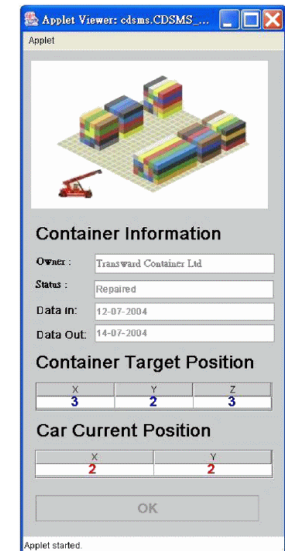 Applet Viewer: cdsms.CDSMS_...
Applet
Container Information
Owner : Transward Container Ltd
Status : Repaired
Data in: 12-07-2004
Data Out: 14-07-2004
Container Target Position
X Y Z
3 2 3
Car Current Position
X Y
2 2
OK
Applet started.